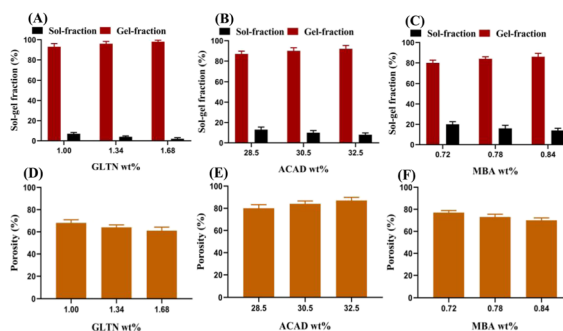 (A)
Sol-fraction
Gel-fraction
Sol-gel fraction (%)
100
80
60
40
20
0
1.00
1.34
1.68
GLTN wt%
(B)
Sol-fraction
Gel-fraction
Sol-gel fraction (%)
100
80
60
40
20
0
28.5
30.5
32.5
ACAD wt%
(C)
Sol-fraction
Gel-fraction
Sol-gel fraction (%)
100
80
60
40
20
0
0.72
0.78
0.84
MBA wt%
(D)
Porosity (%)
100
80
60
40
20
0
1.00
1.34
1.68
GLTN wt%
(E)
Porosity (%)
100
80
60
40
20
0
28.5
30.5
32.5
ACAD wt%
(F)
Porosity (%)
100
80
60
40
20
0
0.72
0.78
0.84
MBA wt%